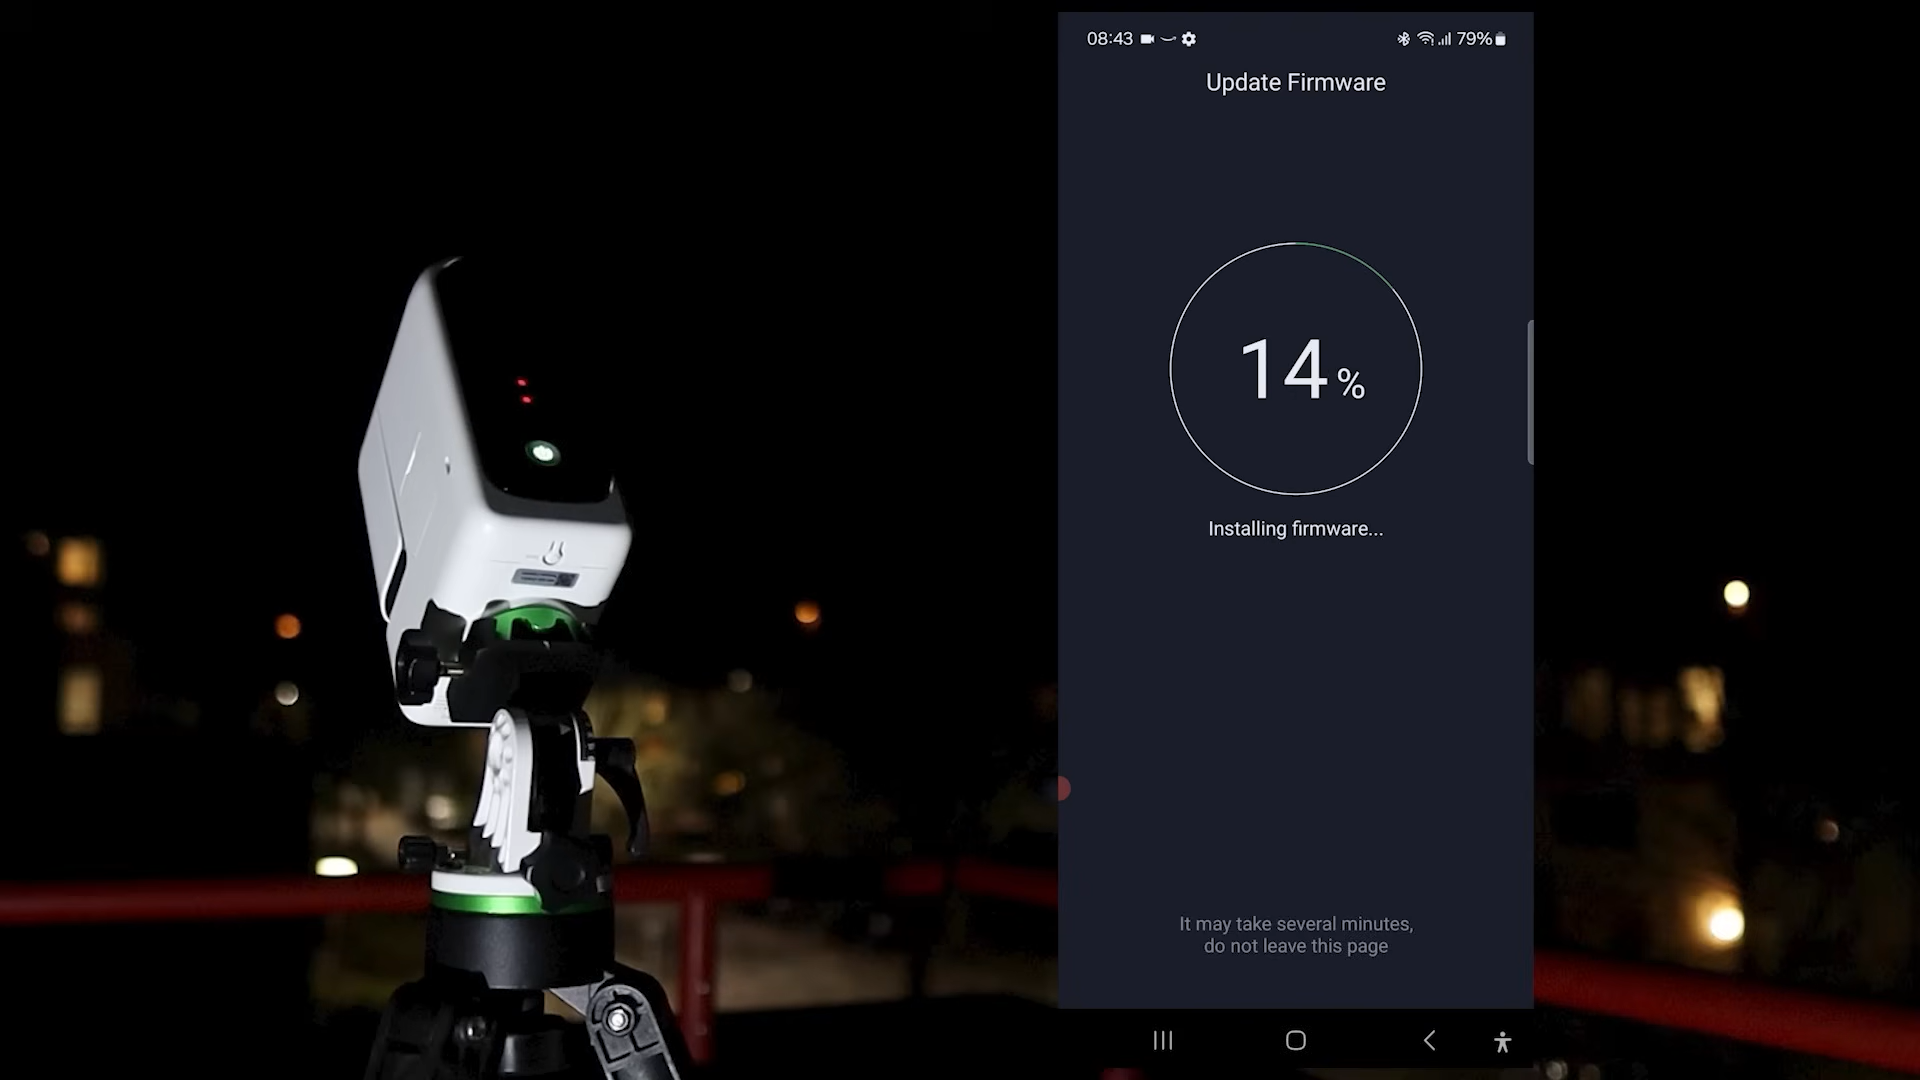 08:43
79%
Update Firmware
14 %
Installing firmware...
It may take several minutes,
do not leave this page